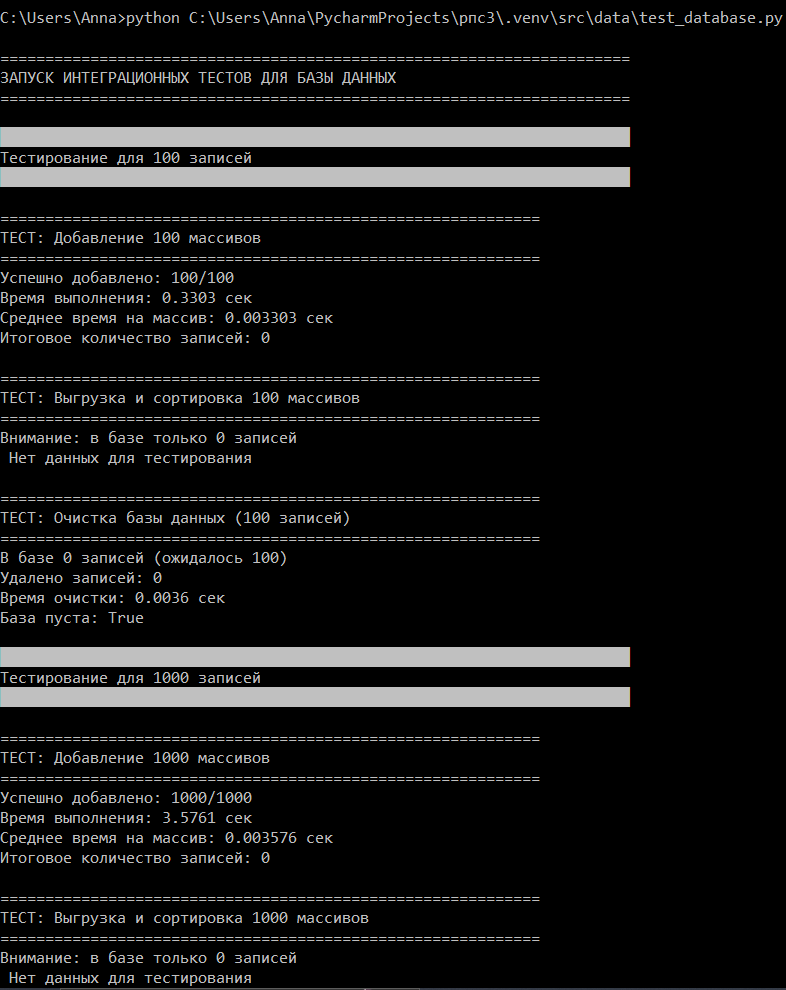 C:\Users\Anna>python C:\Users\Anna\PycharmProjects\рпс3\.venv\src\data\test_database.py
======================================================================
ЗАПУСК ИНТЕГРАЦИОННЫХ ТЕСТОВ ДЛЯ БАЗЫ ДАННЫХ
======================================================================
Тестирование для 100 записей
============================================================
ТЕСТ: Добавление 100 массивов
============================================================
Успешно добавлено: 100/100
Время выполнения: 0.3303 сек
Среднее время на массив: 0.003303 сек
Итоговое количество записей: 0
============================================================
ТЕСТ: Выгрузка и сортировка 100 массивов
============================================================
Внимание: в базе только 0 записей
Нет данных для тестирования
============================================================
ТЕСТ: Очистка базы данных (100 записей)
============================================================
В базе 0 записей (ожидалось 100)
Удалено записей: 0
Время очистки: 0.0036 сек
База пуста: True
Тестирование для 1000 записей
============================================================
ТЕСТ: Добавление 1000 массивов
============================================================
Успешно добавлено: 1000/1000
Время выполнения: 3.5761 сек
Среднее время на массив: 0.003576 сек
Итоговое количество записей: 0
============================================================
ТЕСТ: Выгрузка и сортировка 1000 массивов
============================================================
Внимание: в базе только 0 записей
Нет данных для тестирования